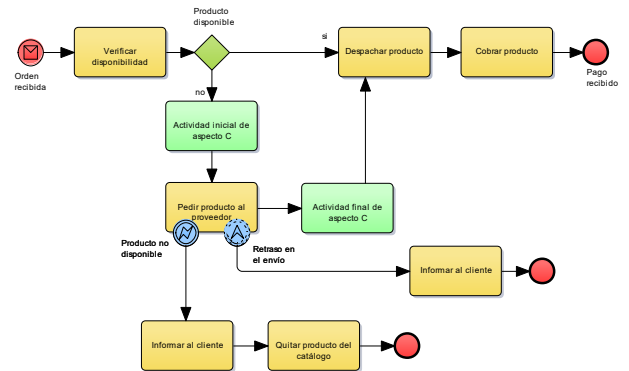 Producto
disponible
si
Verificar
disponibilidad
Despachar producto
Cobrar producto
Orden
recibida
Pago
recibido
no
Actividad inicial de
aspecto C
Pedir producto al
proveedor
Actividad final de
aspecto C
Producto no
disponible
Retraso en
el envío
Informar al cliente
Informar al cliente
Quitar producto del
catálogo